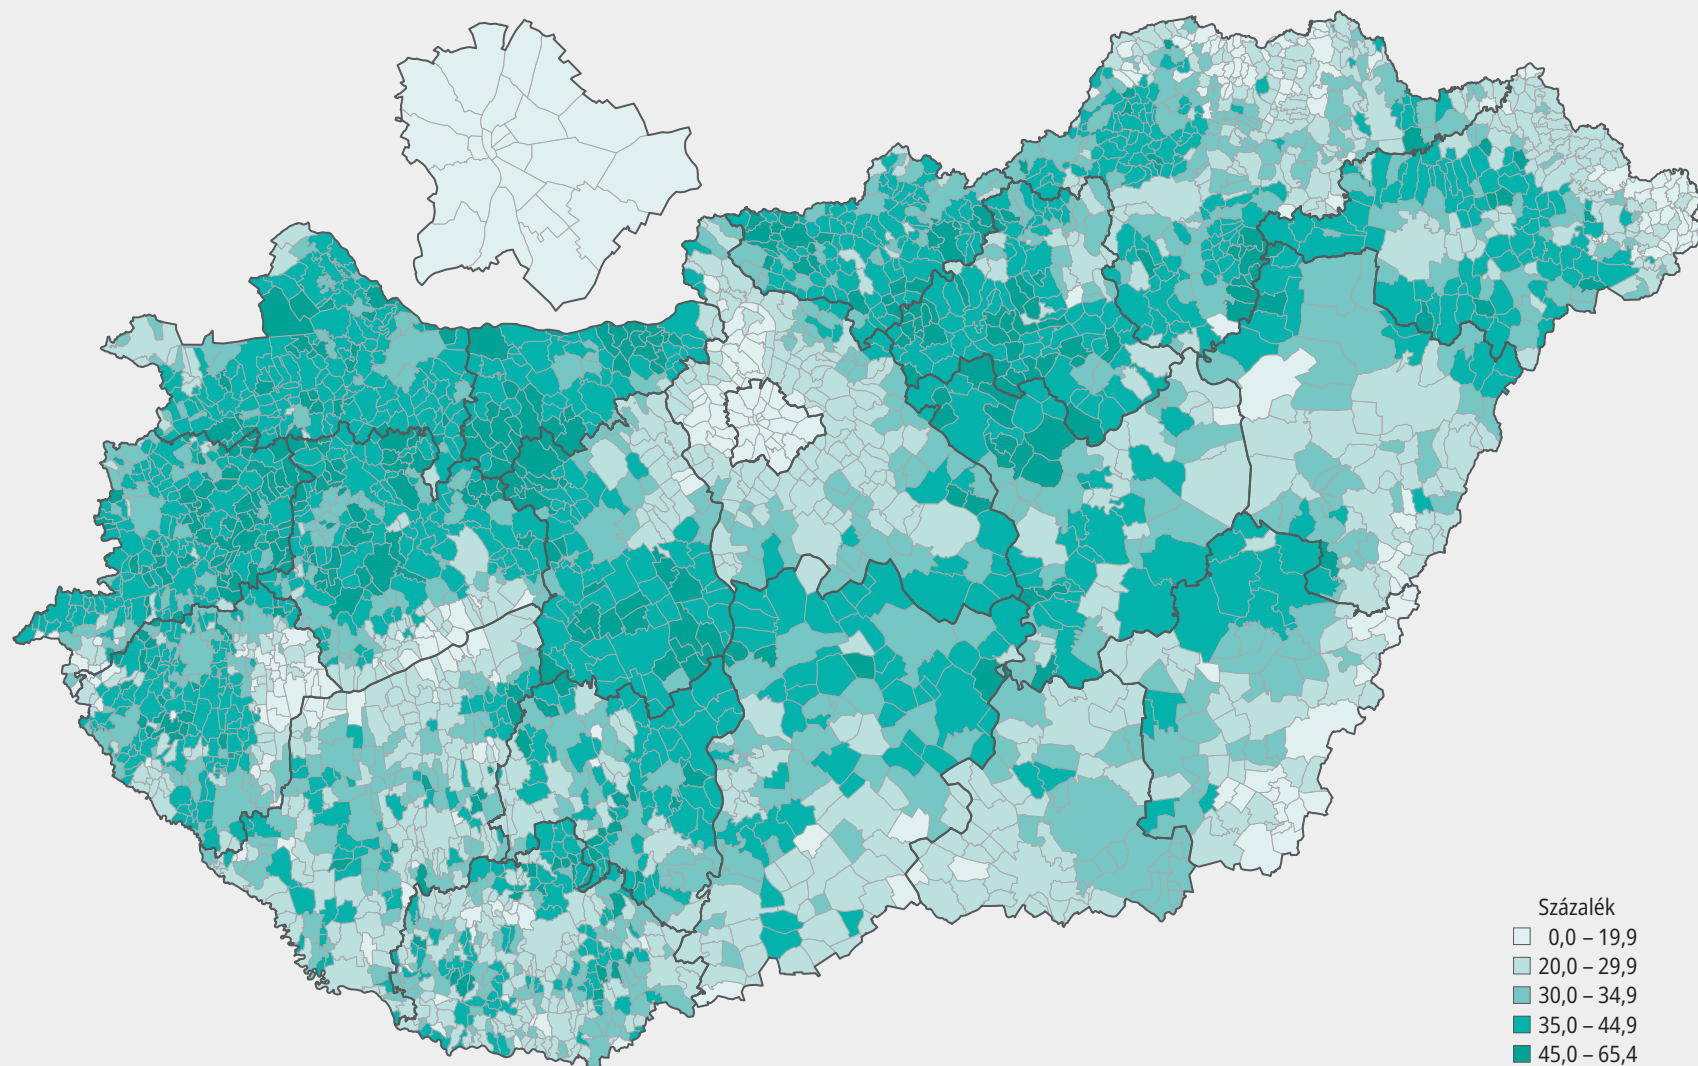 Százalék
0,0 – 19,9
20,0 – 29,9
30,0 – 34,9
35,0 – 44,9
45,0 – 65,4